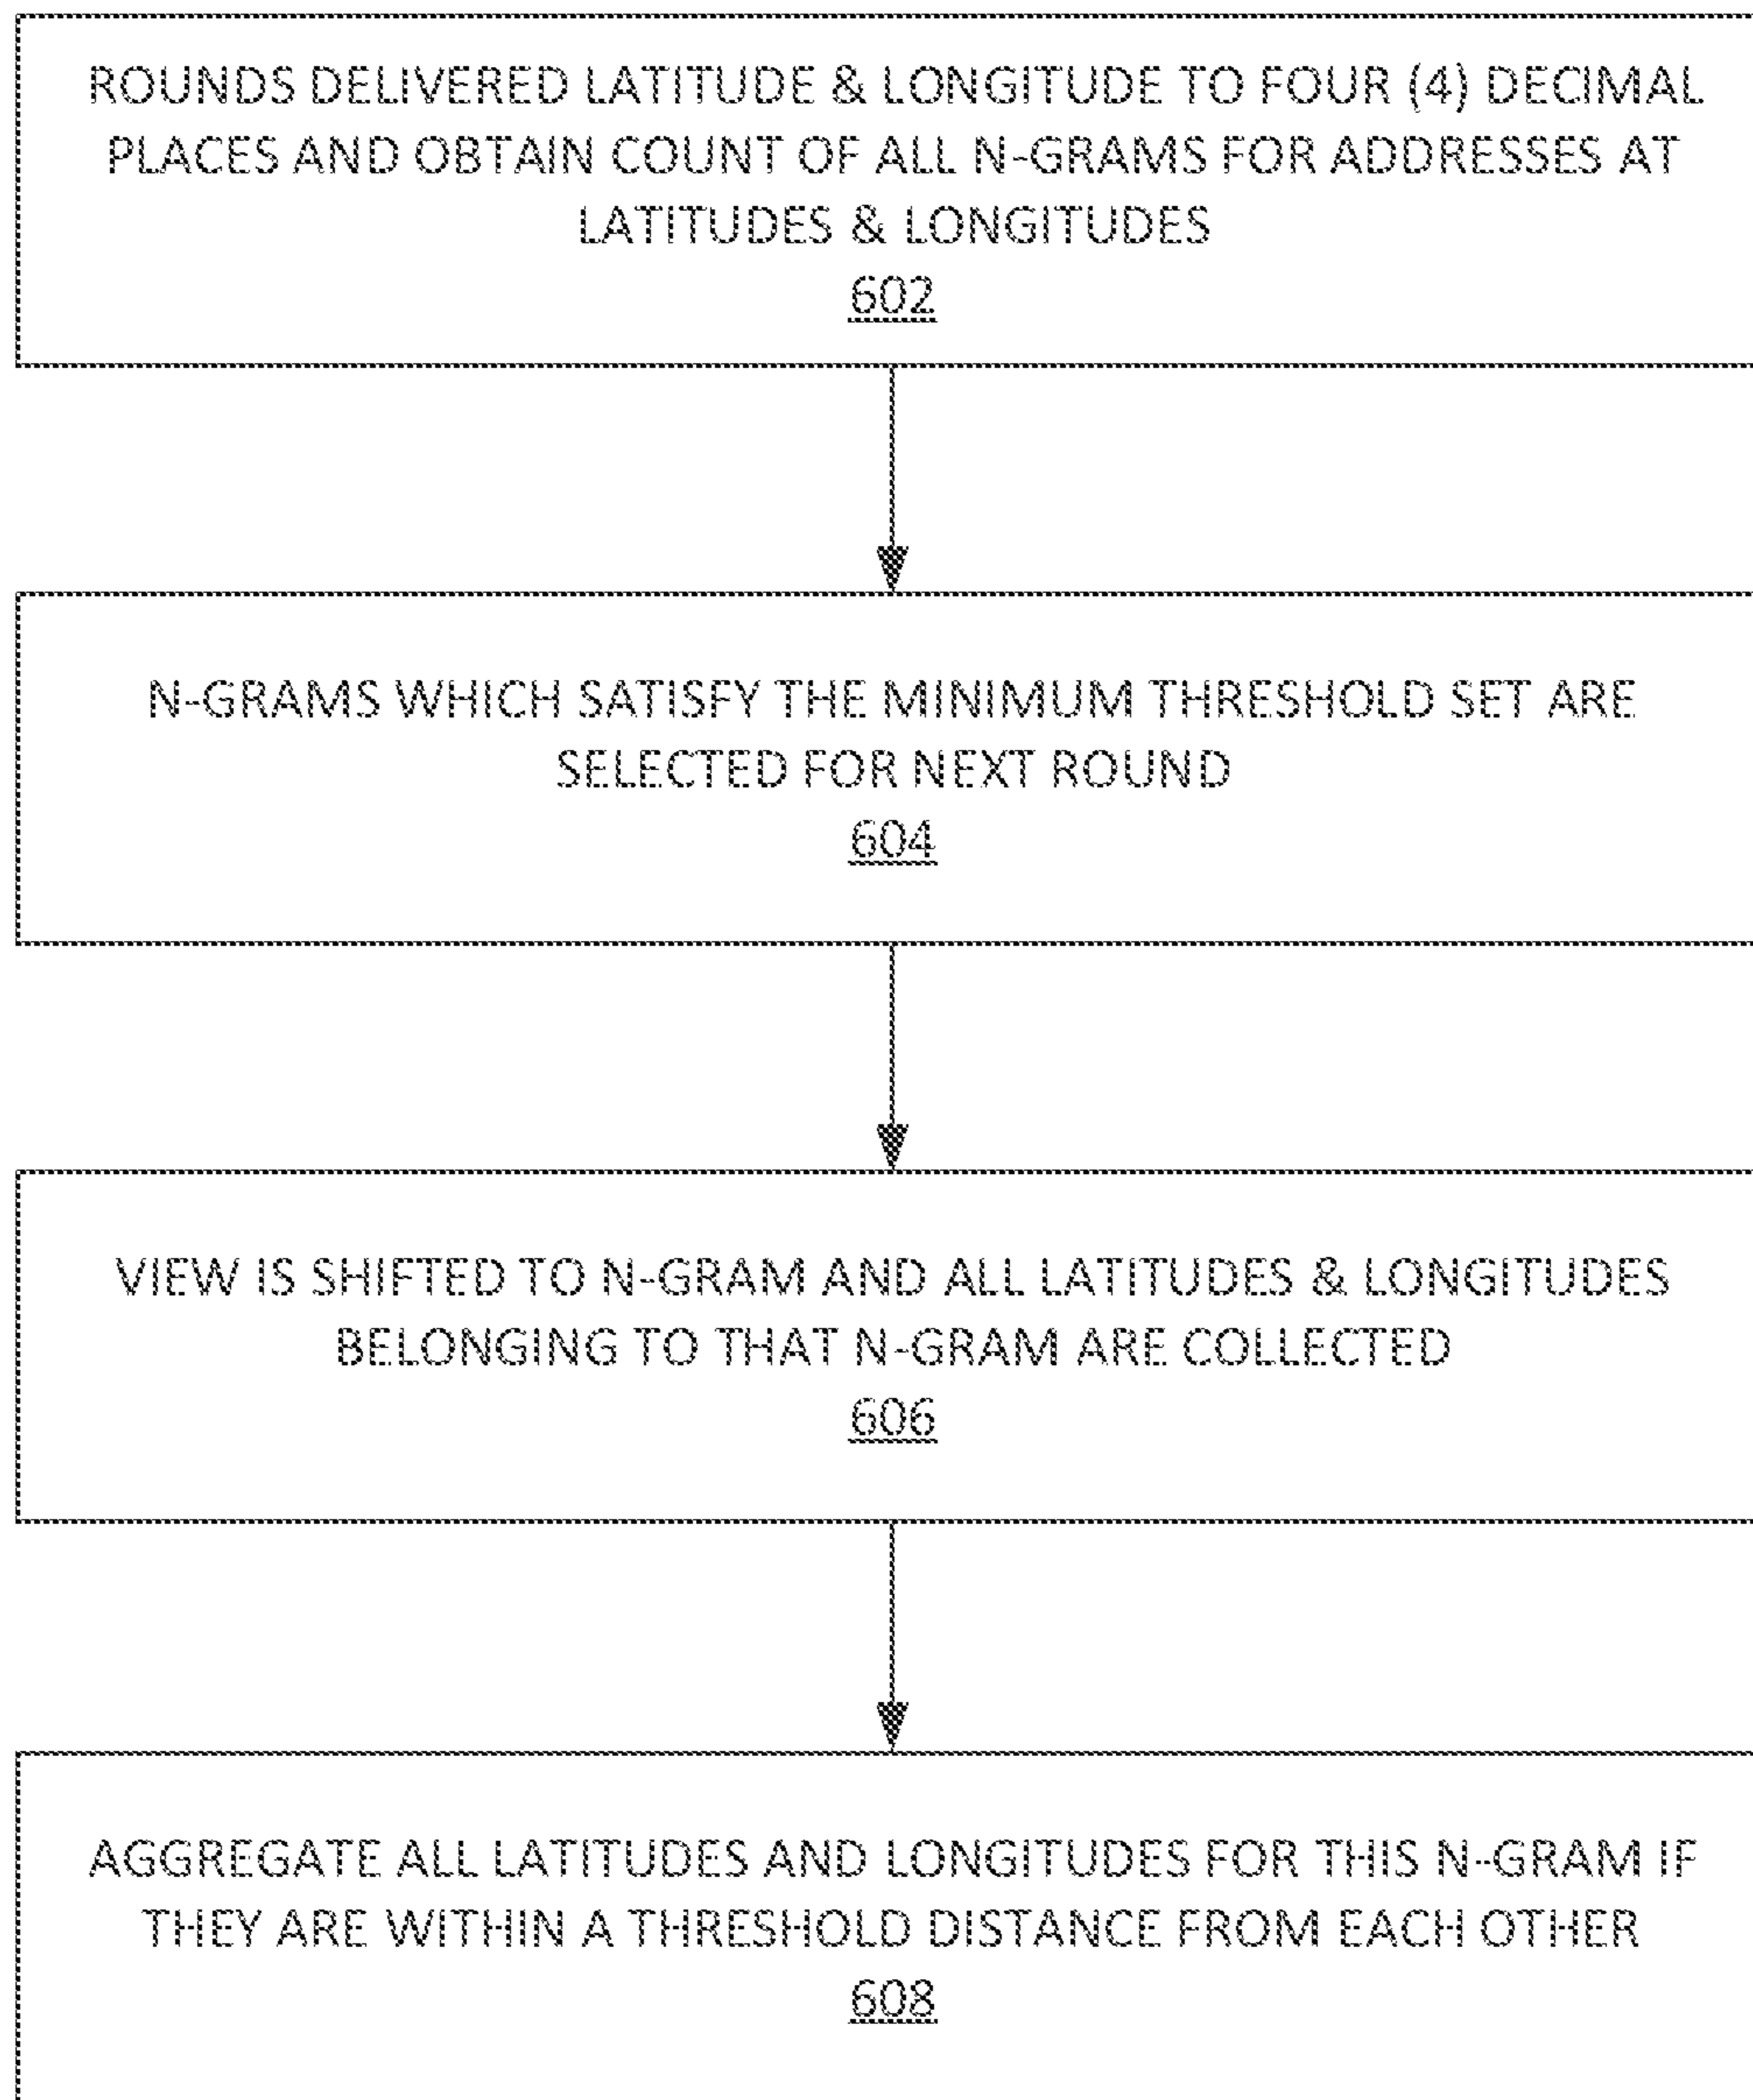 ROUNDS DELIVERED LATITUDE & LONGITUDE TO FOUR (4) DECIMAL
PLACES AND OBTAIN COUNT OF ALL N-GRAMS FOR ADDRESSES AT
LATITUDES & LONGITUDES
602
N-GRAMS WHICH SATISFY THE MINIMUM THRESHOLD SET ARE
SELECTED FOR NEXT ROUND
604
VIEW IS SHIFTED TO N-GRAM AND ALL LATITUDES & LONGITUDES
BELONGING TO THAT N-GRAM ARE COLLECTED
606
AGGREGATE ALL LATITUDES AND LONGITUDES FOR THIS N-GRAM IF
THEY ARE WITHIN A THRESHOLD DISTANCE FROM EACH OTHER
608